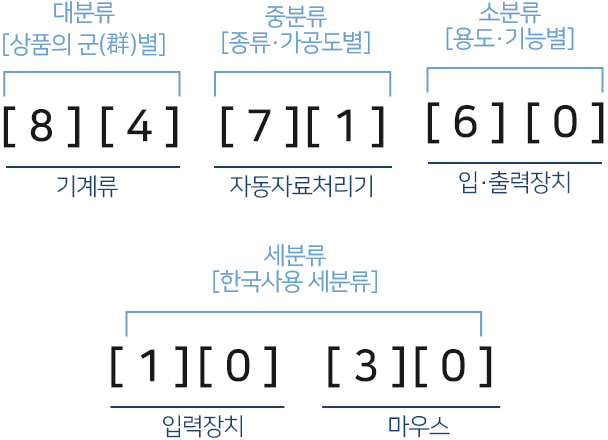 대분류
[상품의 군(群)별]
중분류
[종류·가공도별]
소분류
[용도·기능별]
[ 8 ] [ 4 ]
[ 7 ] [ 1 ]
[ 6 ] [ 0 ]
기계류
자동자료처리기
입·출력장치
세분류
[한국사용 세분류]
[ 1 ] [ 0 ]
[ 3 ] [ 0 ]
입력장치
마우스